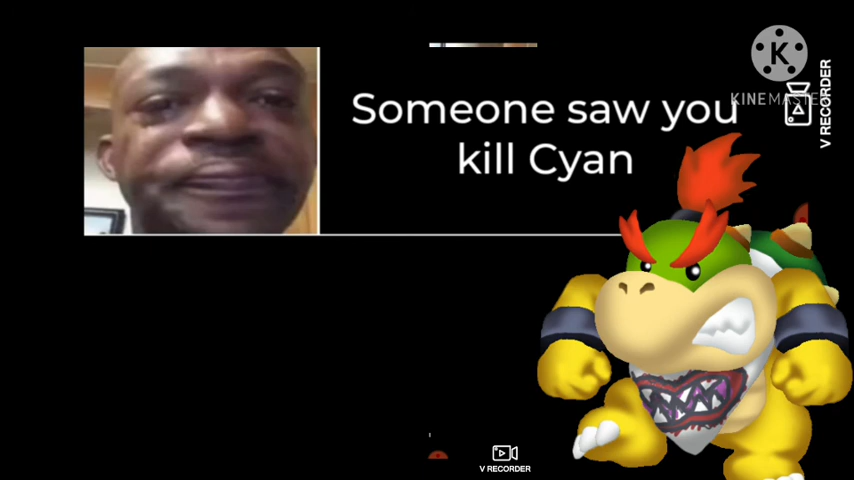 Someone saw you
kill Cyan
K
KINEMASTER
V RECORDER
V RECORDER